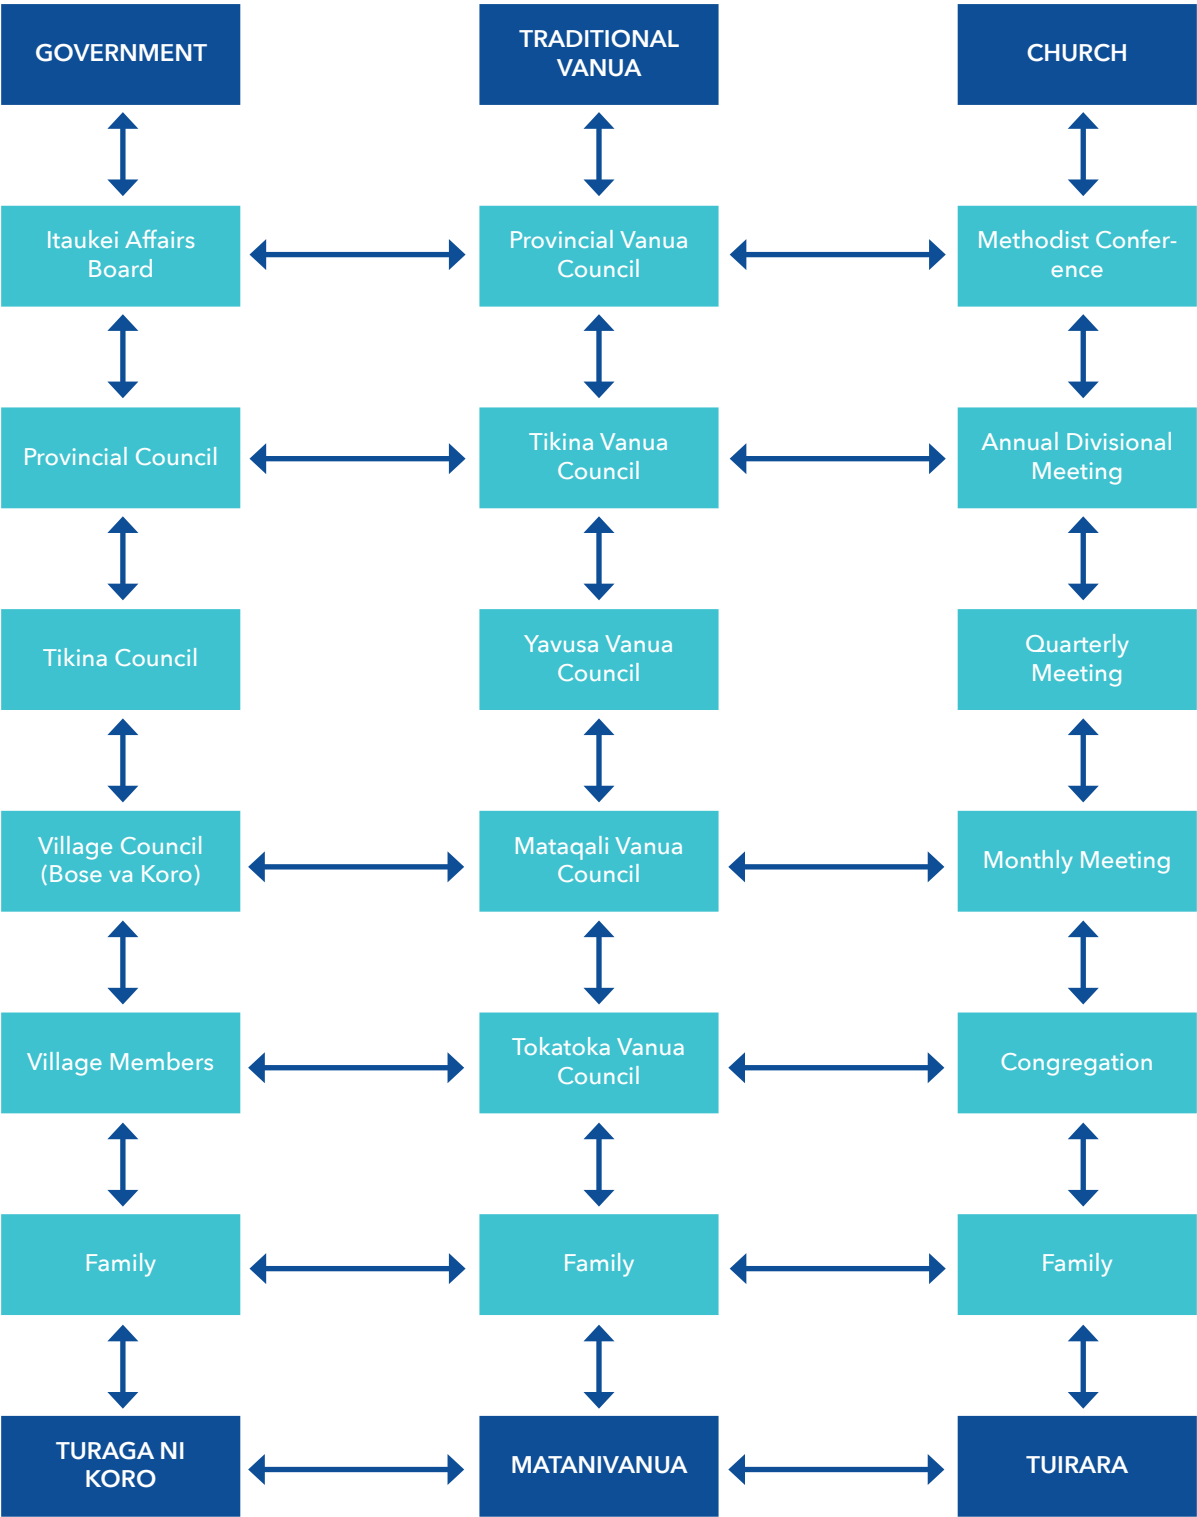 GOVERNMENT
TRADITIONAL
VANUA
CHURCH
Itaukei Affairs
Board
Provincial Vanua
Council
Methodist Confer-
ence
Provincial Council
Tikina Vanua
Council
Annual Divisional
Meeting
Tikina Council
Yavusa Vanua
Council
Quarterly
Meeting
Village Council
(Bose va Koro)
Mataqali Vanua
Council
Monthly Meeting
Village Members
Tokatoka Vanua
Council
Congregation
Family
Family
Family
TURAGA NI
KORO
MATANIVANUA
TUIRARA